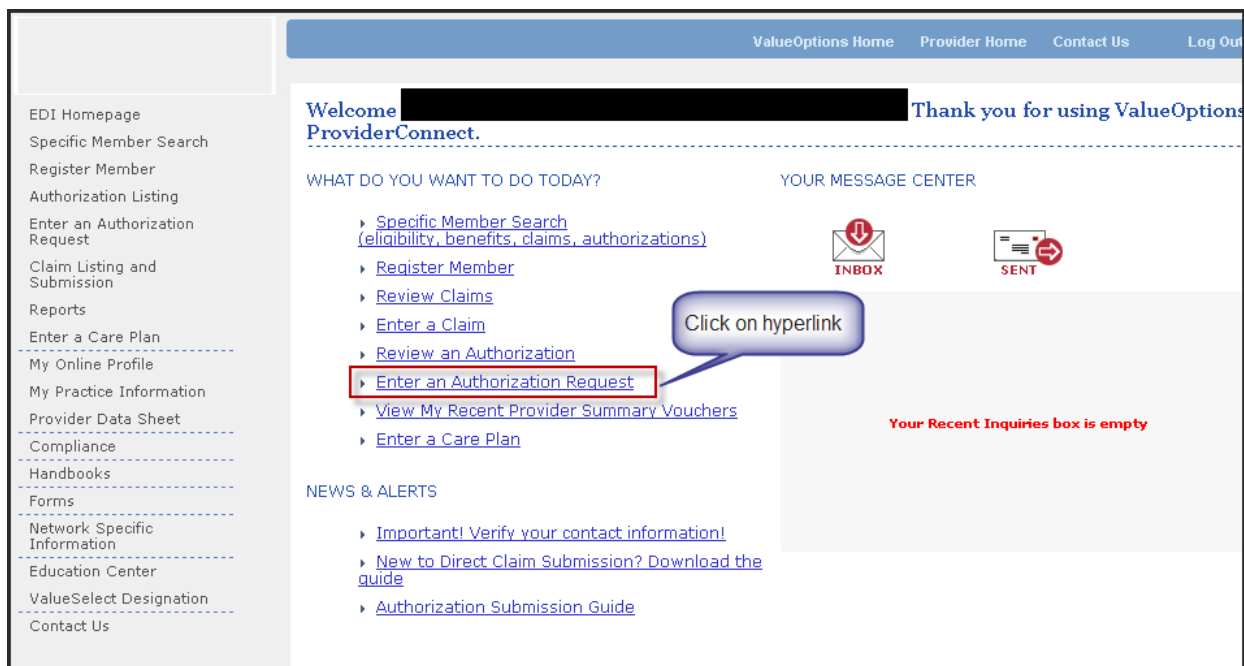 ValueOptions Home Provider Home Contact Us Log Out
EDI Homepage
Specific Member Search
Register Member
Authorization Listing
Enter an Authorization
Request
Claim Listing and
Submission
Reports
Enter a Care Plan
My Online Profile
My Practice Information
Provider Data Sheet
Compliance
Handbooks
Forms
Network Specific
Information
Education Center
ValueSelect Designation
Contact Us
Welcome Thank you for using ValueOptions
ProviderConnect.
WHAT DO YOU WANT TO DO TODAY?
Specific Member Search
(eligibility, benefits, claims, authorizations)
Register Member
Review Claims
Enter a Claim
Review an Authorization
Enter an Authorization Request
View My Recent Provider Summary Vouchers
Enter a Care Plan
Click on hyperlink
NEWS & ALERTS
Important! Verify your contact information!
New to Direct Claim Submission? Download the
guide
Authorization Submission Guide
YOUR MESSAGE CENTER
INBOX SENT
Your Recent Inquiries box is empty